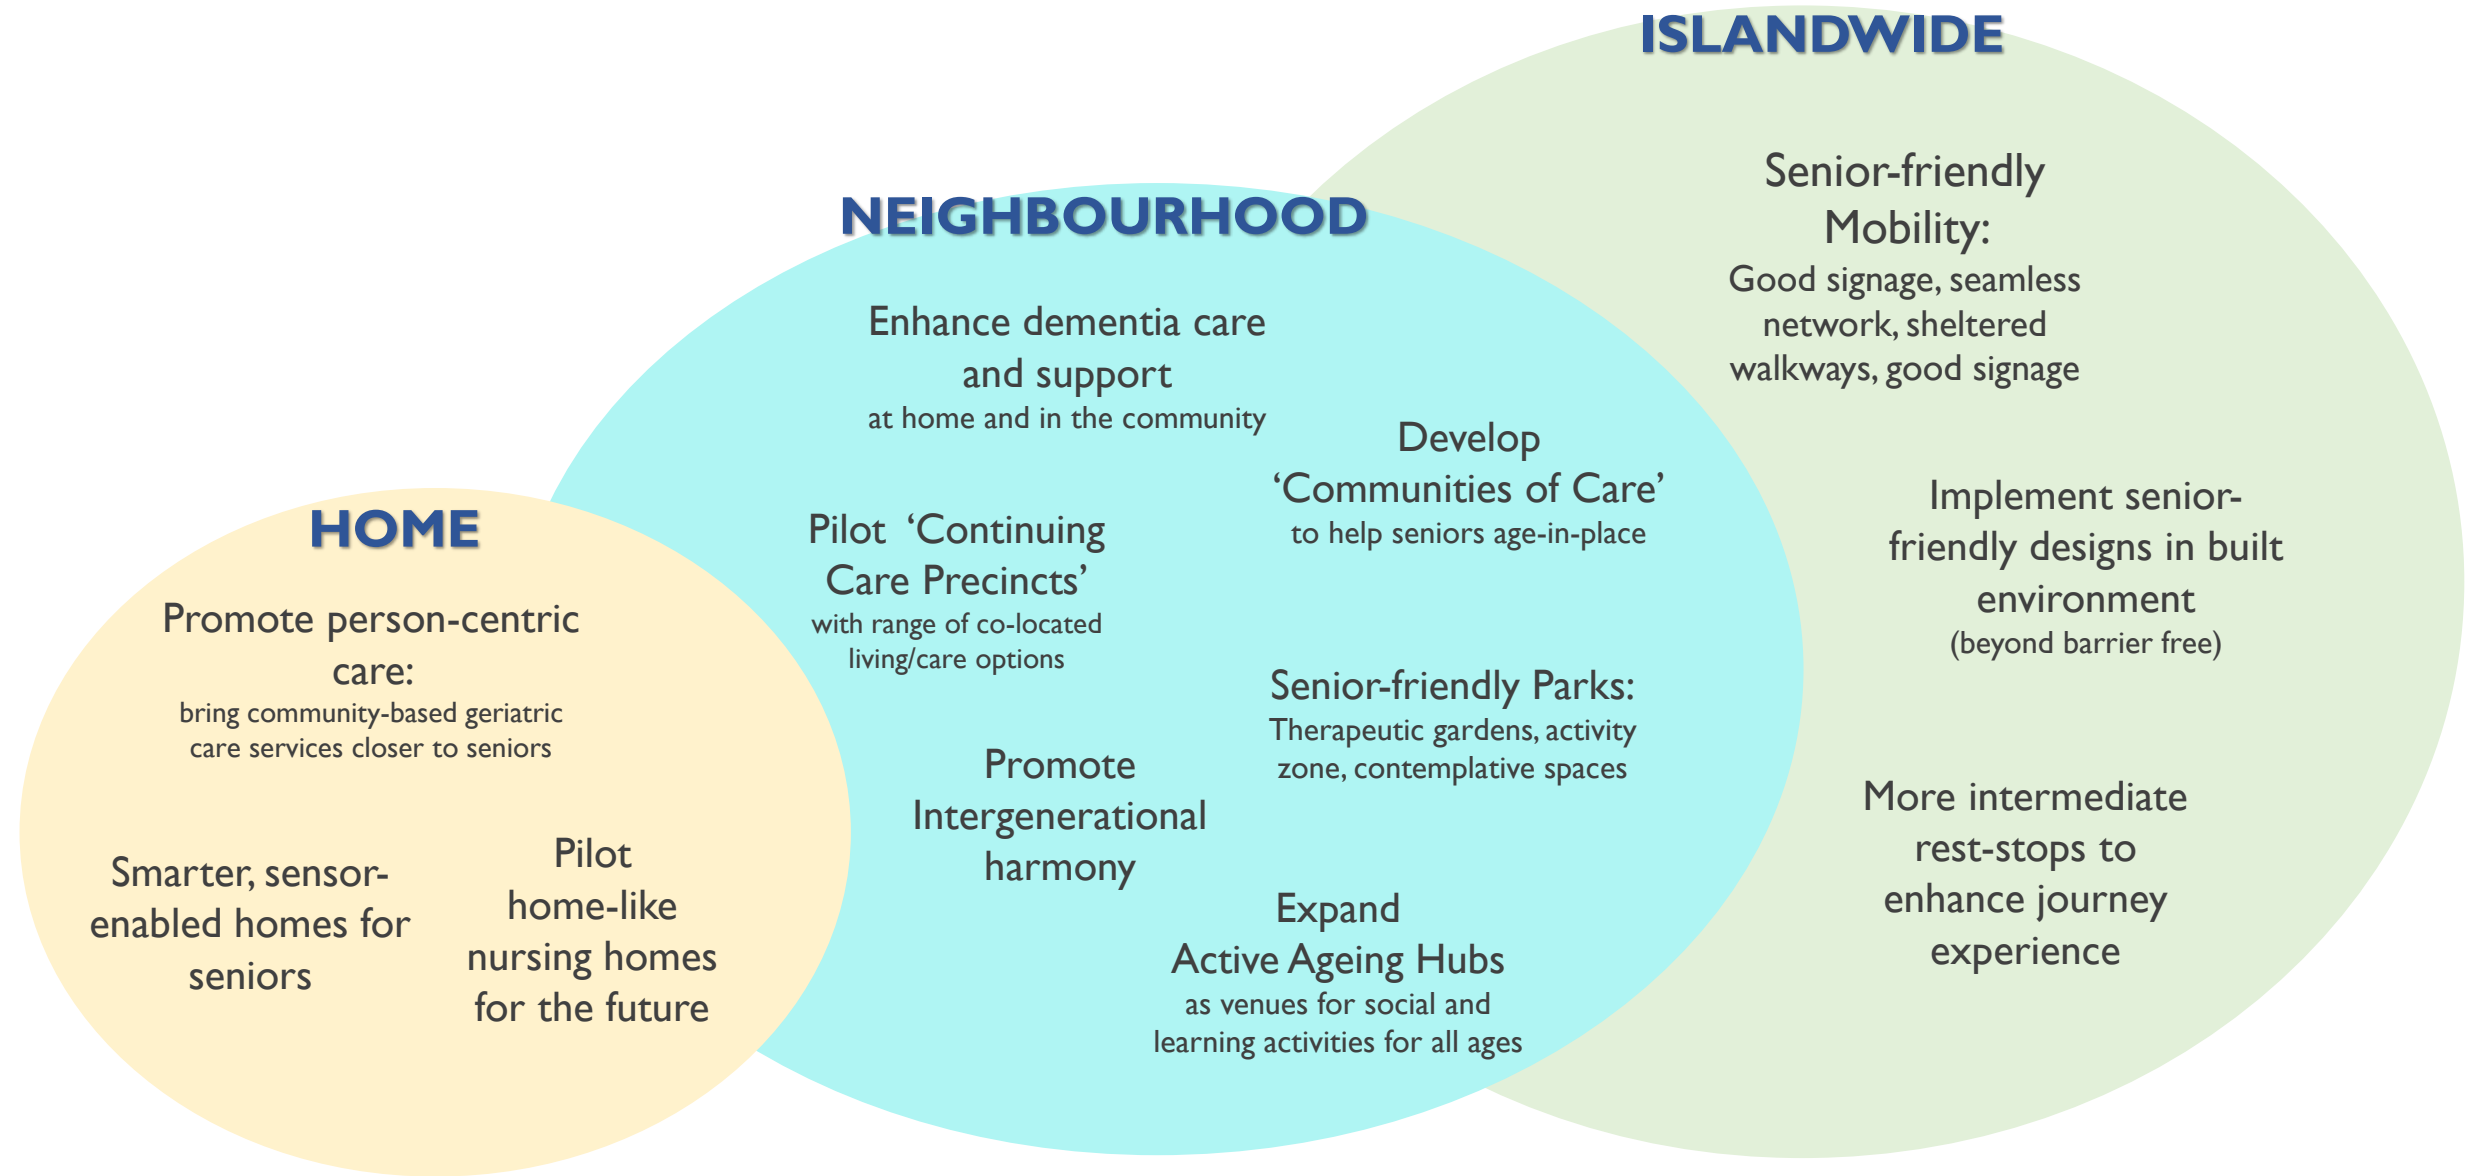 HOME
Promote person-centric
care:
bring community-based geriatric
care services closer to seniors
Smarter, sensor-
enabled homes for
seniors
Pilot
home-like
nursing homes
for the future
NEIGHBOURHOOD
Enhance dementia care
and support
at home and in the community
Develop
‘Communities of Care’
to help seniors age-in-place
Pilot ‘Continuing
Care Precincts’
with range of co-located
living/care options
Senior-friendly Parks:
Therapeutic gardens, activity
zone, contemplative spaces
Promote
Intergenerational
harmony
Expand
Active Ageing Hubs
as venues for social and
learning activities for all ages
ISLANDWIDE
Senior-friendly
Mobility:
Good signage, seamless
network, sheltered
walkways, good signage
Implement senior-
friendly designs in built
environment
(beyond barrier free)
More intermediate
rest-stops to
enhance journey
experience